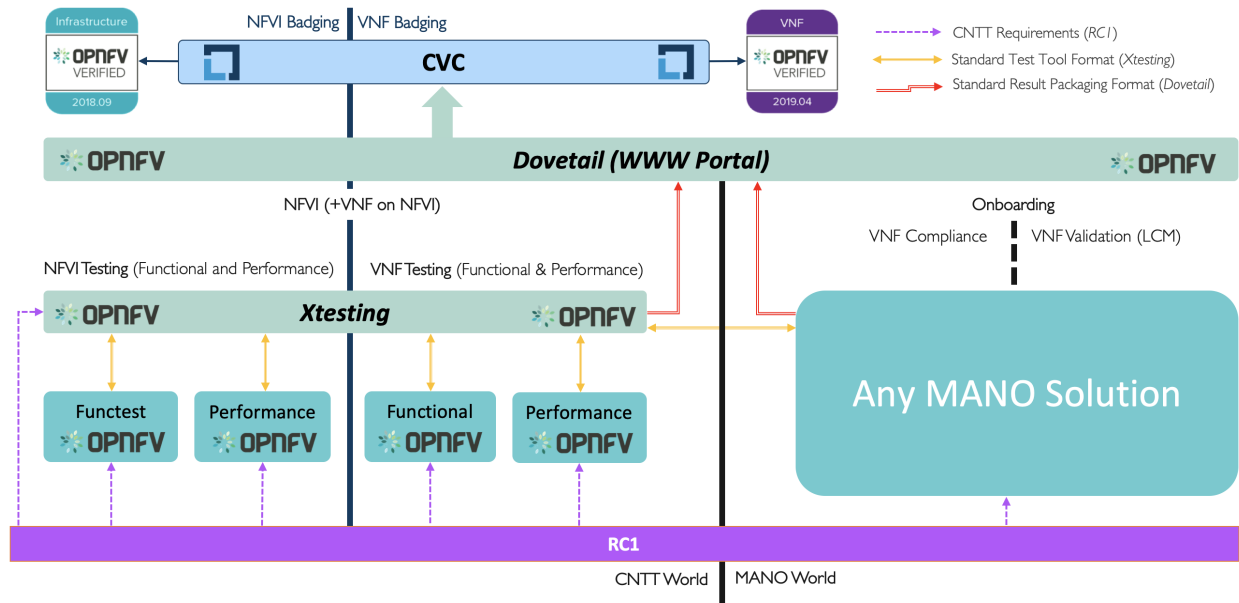 Infrastructure
OPNFV
VERIFIED
2018.09
NFVI Badging
VNF Badging
CVC
VNF
OPNFV
VERIFIED
2019.04
CNTT Requirements (RC1)
Standard Test Tool Format (Xtesting)
Standard Result Packaging Format (Dovetail)
OPNFV
Dovetail (WWW Portal)
OPNFV
NFVI (+VNF on NFVI)
Onboarding
VNF Compliance
VNF Validation (LCM)
NFVI Testing (Functional and Performance)
VNF Testing (Functional & Performance)
OPNFV
Xtesting
OPNFV
Functest
OPNFV
Performance
OPNFV
Functional
OPNFV
Performance
OPNFV
Any MANO Solution
RC1
CNTT World
MANO World